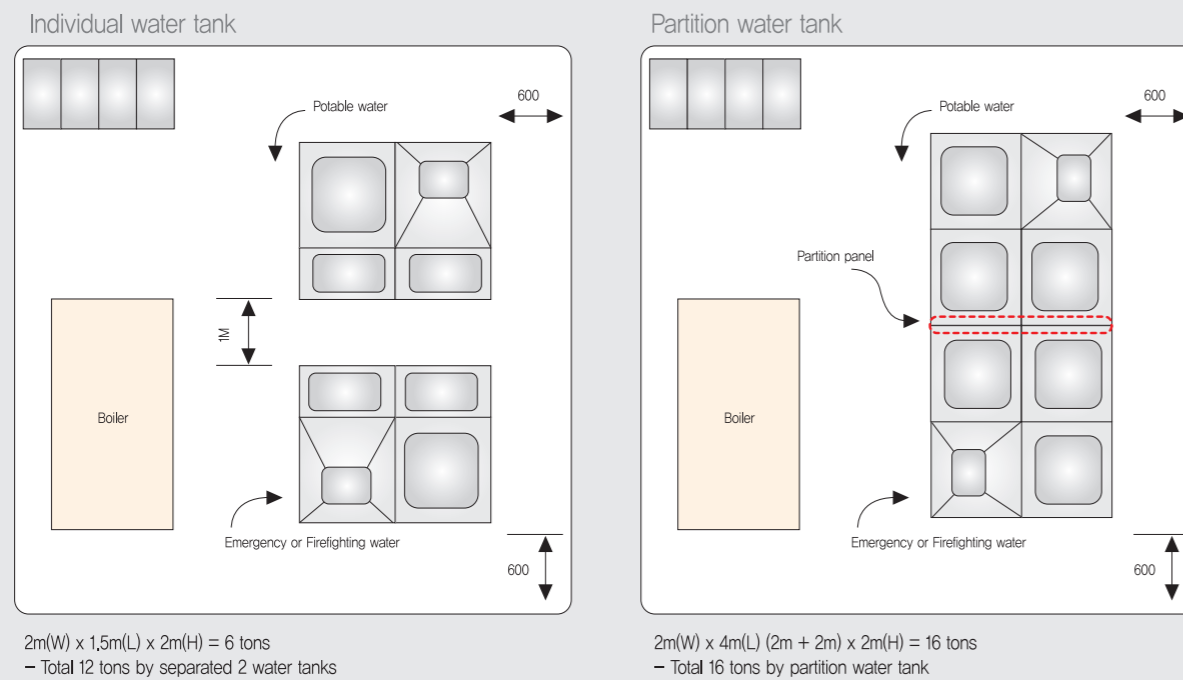 Individual water tank
Potable water
600
1M
Boiler
Emergency or Firefighting water
600
2m(W) x 1.5m(L) x 2m(H) = 6 tons
– Total 12 tons by separated 2 water tanks
Partition water tank
Potable water
600
Partition panel
Boiler
Emergency or Firefighting water
600
2m(W) x 4m(L) (2m + 2m) x 2m(H) = 16 tons
– Total 16 tons by partition water tank